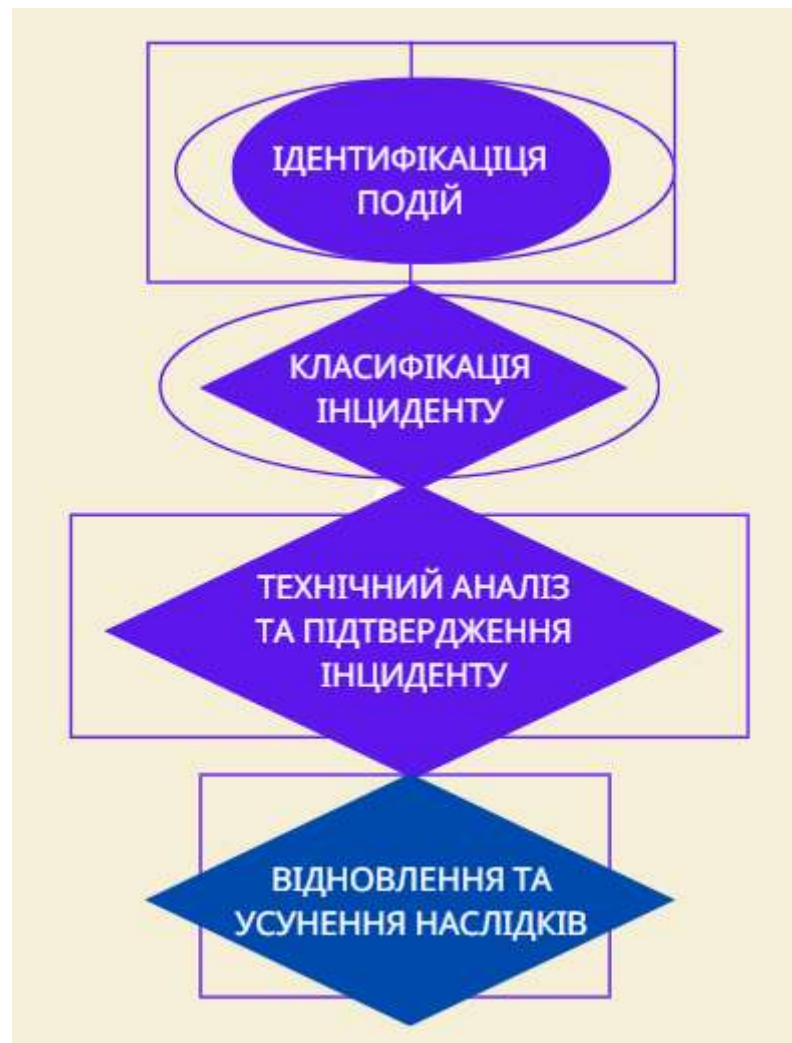 ІДЕНТИФІКАЦІЦЯ
ПОДІЙ
КЛАСИФІКАЦІЯ
ІНЦИДЕНТУ
ТЕХНІЧНИЙ АНАЛІЗ
ТА ПІДТВЕРДЖЕННЯ
ІНЦИДЕНТУ
ВІДНОВЛЕННЯ ТА
УСУНЕННЯ НАСЛІДКІВ